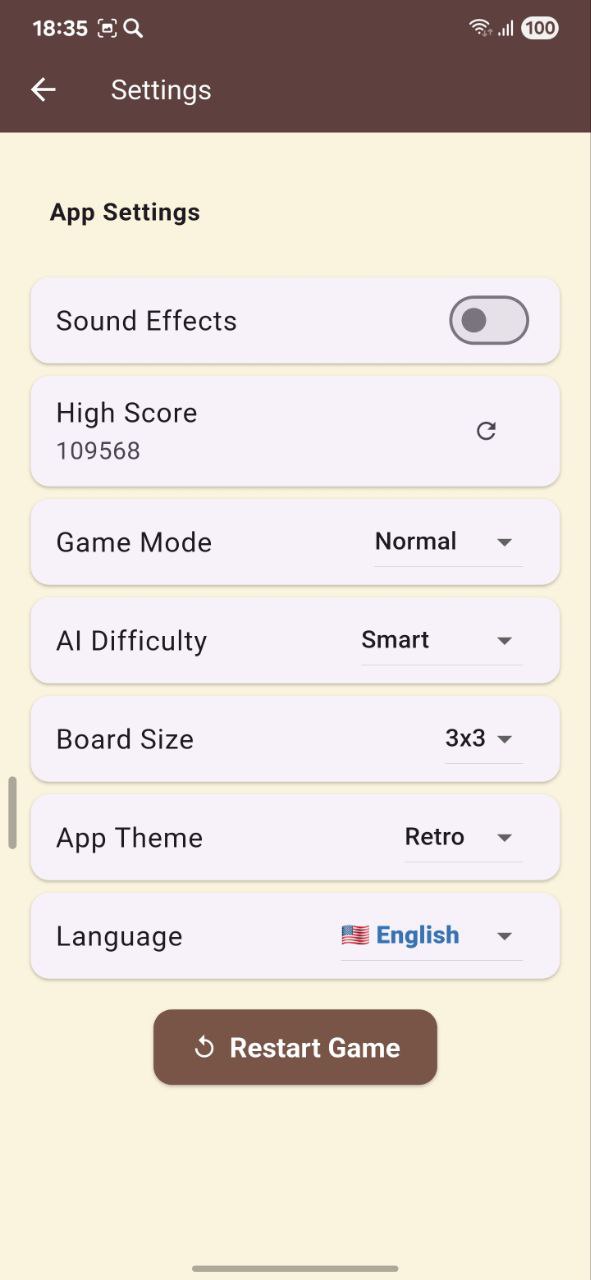 18:35
100
Settings
App Settings
Sound Effects
High Score
109568
Game Mode
Normal
AI Difficulty
Smart
Board Size
3x3
App Theme
Retro
Language
English
Restart Game